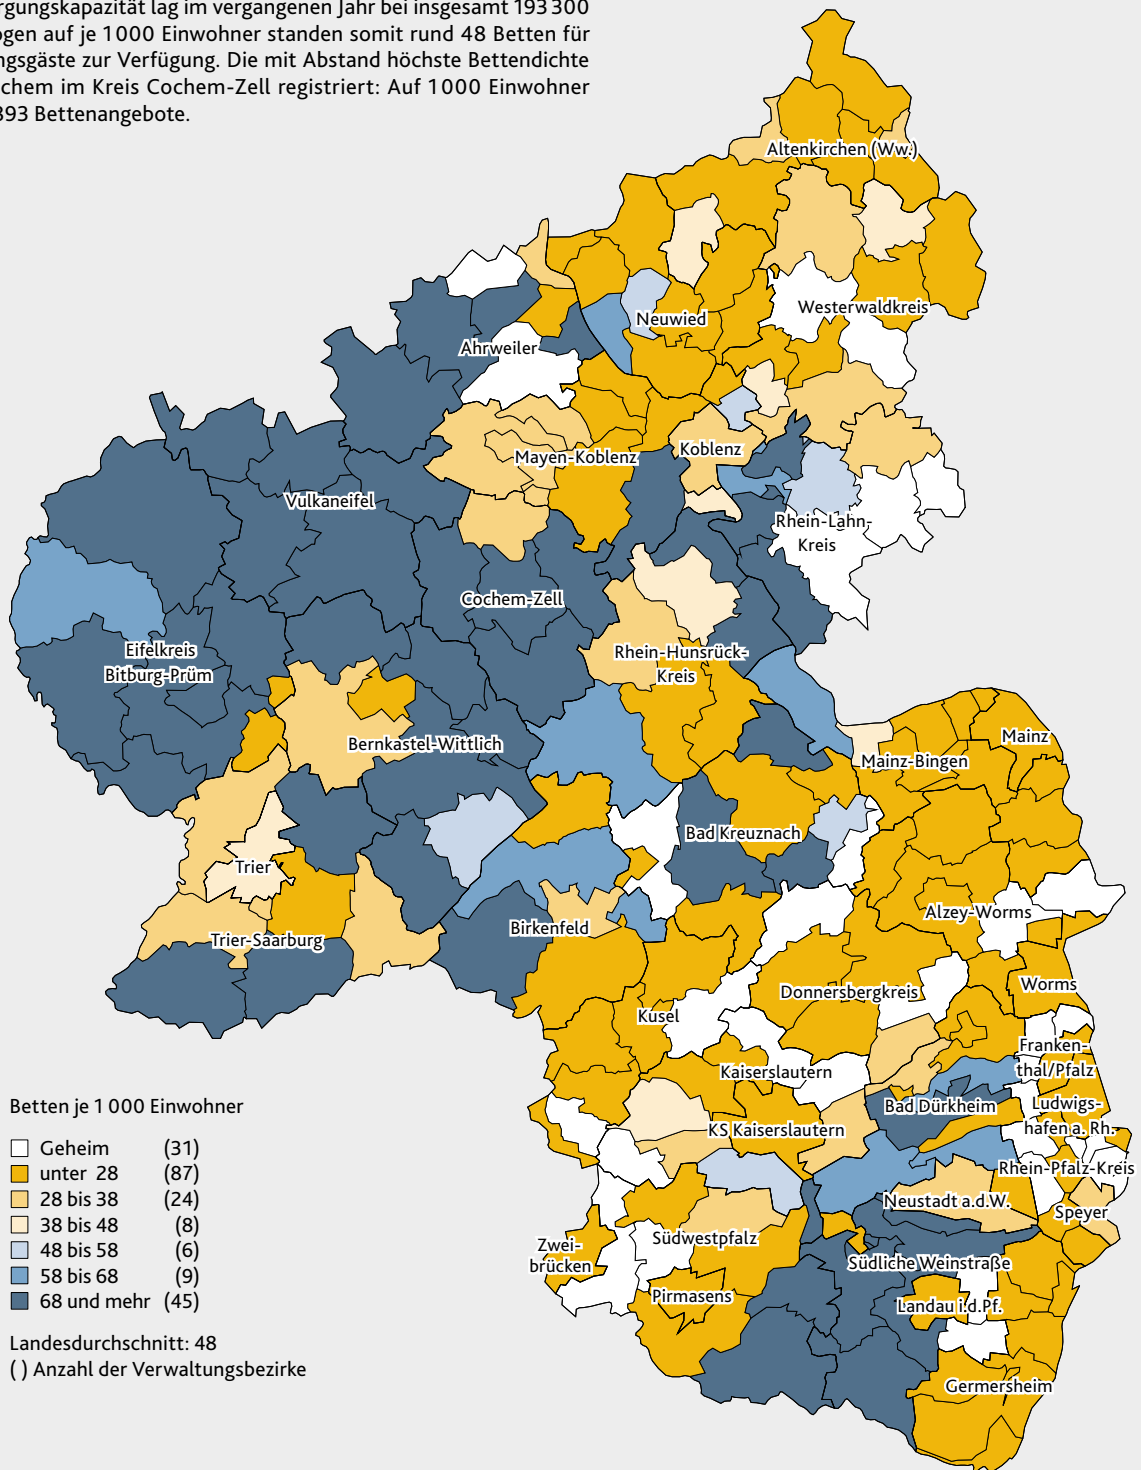 rgungskapazität lag im vergangenen Jahr bei insgesamt 193 300
ogen auf je 1000 Einwohner standen somit rund 48 Betten für
ngsgäste zur Verfügung. Die mit Abstand höchste Bettendichte
chem im Kreis Cochem-Zell registriert: Auf 1000 Einwohner
893 Bettenangebote.
Altenkirchen (Ww.)
Westerwaldkreis
Neuwied
Ahrweiler
Koblenz
Mayen-Koblenz
Vulkaneifel
Rhein-Lahn-
Kreis
Cochem-Zell
Eifelkreis
Bitburg-Prüm
Rhein-Hunsrück-
Kreis
Bernkastel-Wittlich
Mainz
Mainz-Bingen
Bad Kreuznach
Trier
Alzey-Worms
Birkenfeld
Trier-Saarburg
Worms
Donnersbergkreis
Kusel
Franken-
thal/Pfalz
Kaiserslautern
Bad Dürkheim
Ludwigs-
hafen a. Rh.
KS Kaiserslautern
Rhein-Pfalz-Kreis
Neustadt a.d.W.
Speyer
Südwestpfalz
Zwei-
brücken
Südliche Weinstraße
Pirmasens
Landau i.d.Pf.
Germersheim
Betten je 1 000 Einwohner
Geheim (31)
unter 28 (87)
28 bis 38 (24)
38 bis 48 (8)
48 bis 58 (6)
58 bis 68 (9)
68 und mehr (45)
Landesdurchschnitt: 48
( ) Anzahl der Verwaltungsbezirke